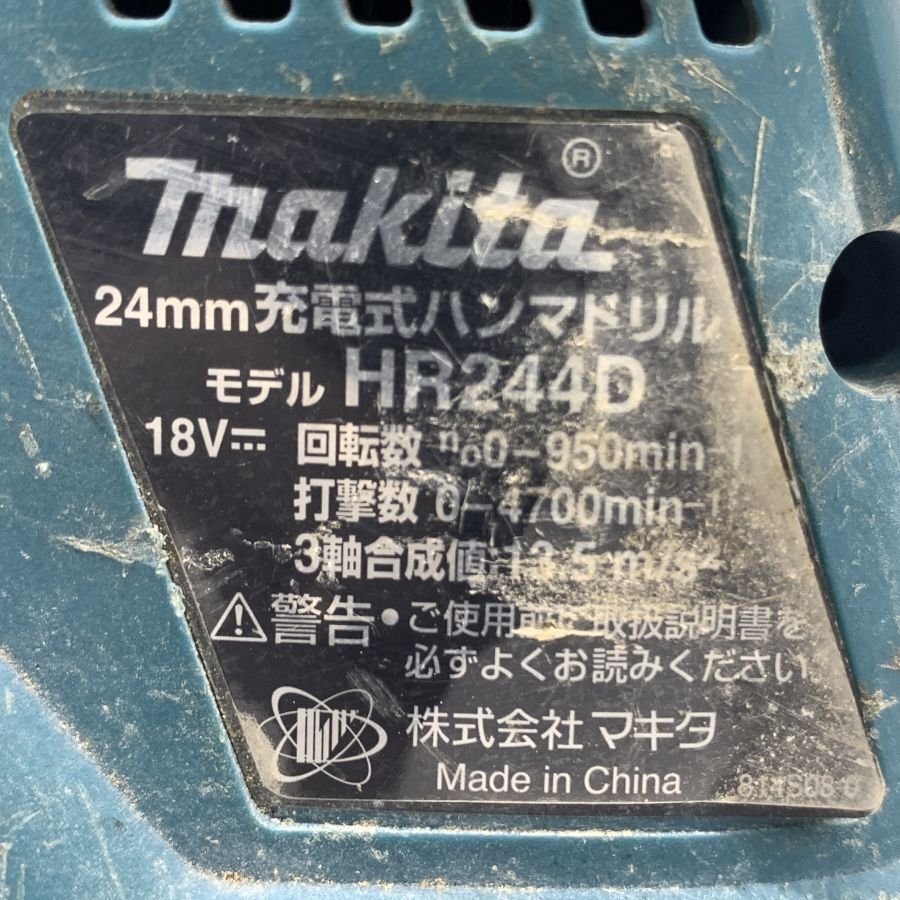 makita®
24mm充電式ハンマドリル
モデル HR244D
18V⎓ 回転数 n₀0-950min⁻¹
打撃数 0-4700min⁻¹
3軸合成値:13.5 m/s²
⚠警告・ご使用前に取扱説明書を
必ずよくお読みください。
株式会社 マキタ
Made in China